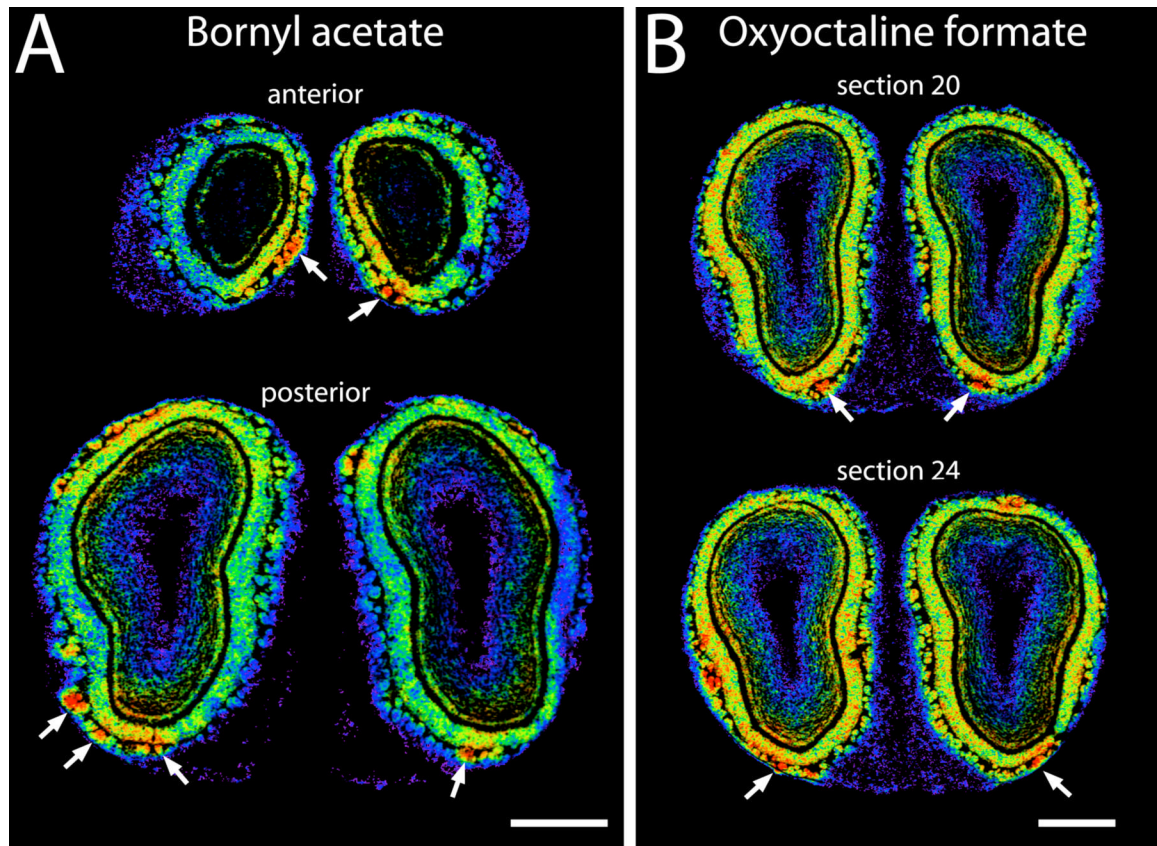 A
Bornyl acetate
anterior
posterior
B
Oxyoctaline formate
section 20
section 24